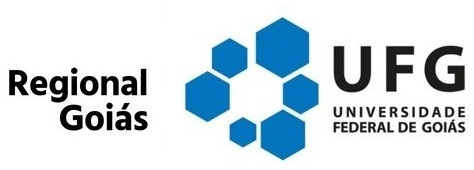 Regional
Goiás
UFG
UNIVERSIDADE
FEDERAL DE GOIÁS